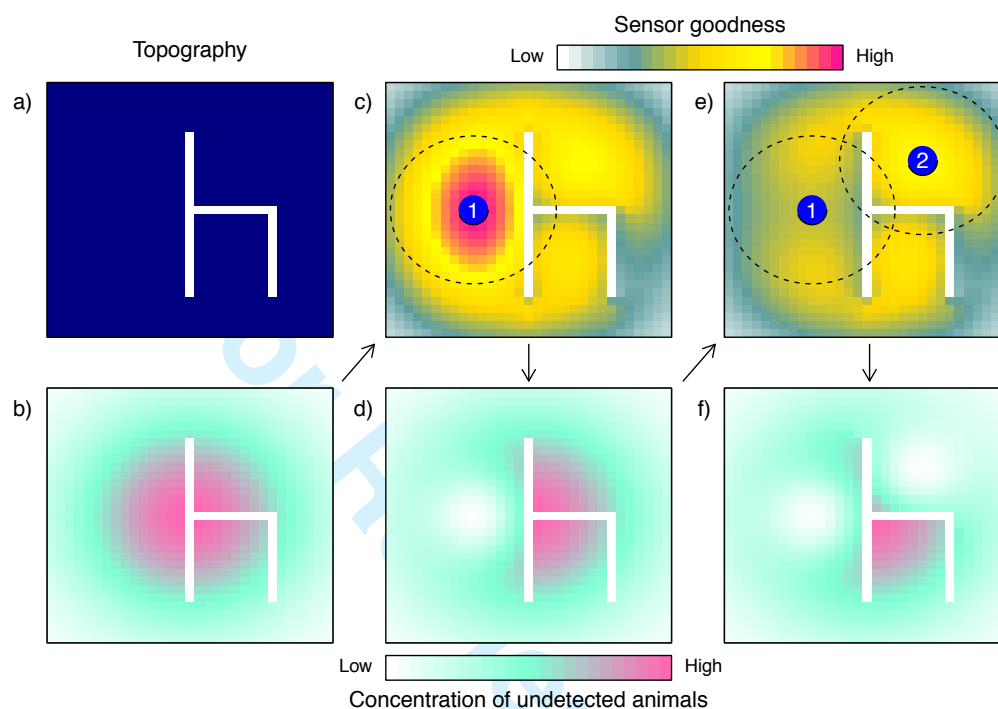 Sensor goodness
Topography
Low
High
a)
c)
e)
1
1
2
b)
d)
f)
Low
High
Concentration of undetected animals